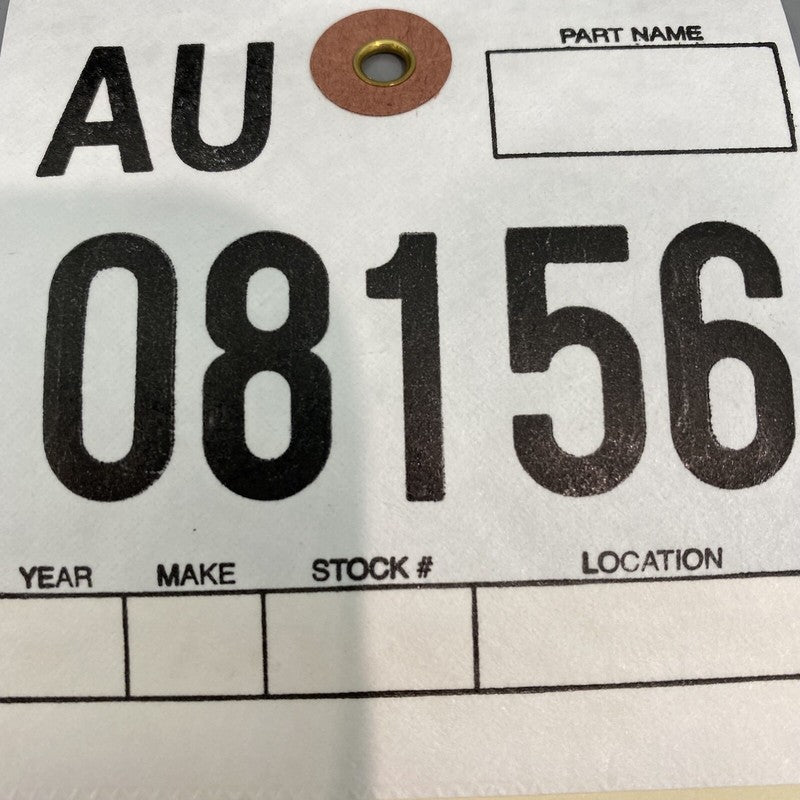 AU
PART NAME
08156
YEAR MAKE STOCK # LOCATION